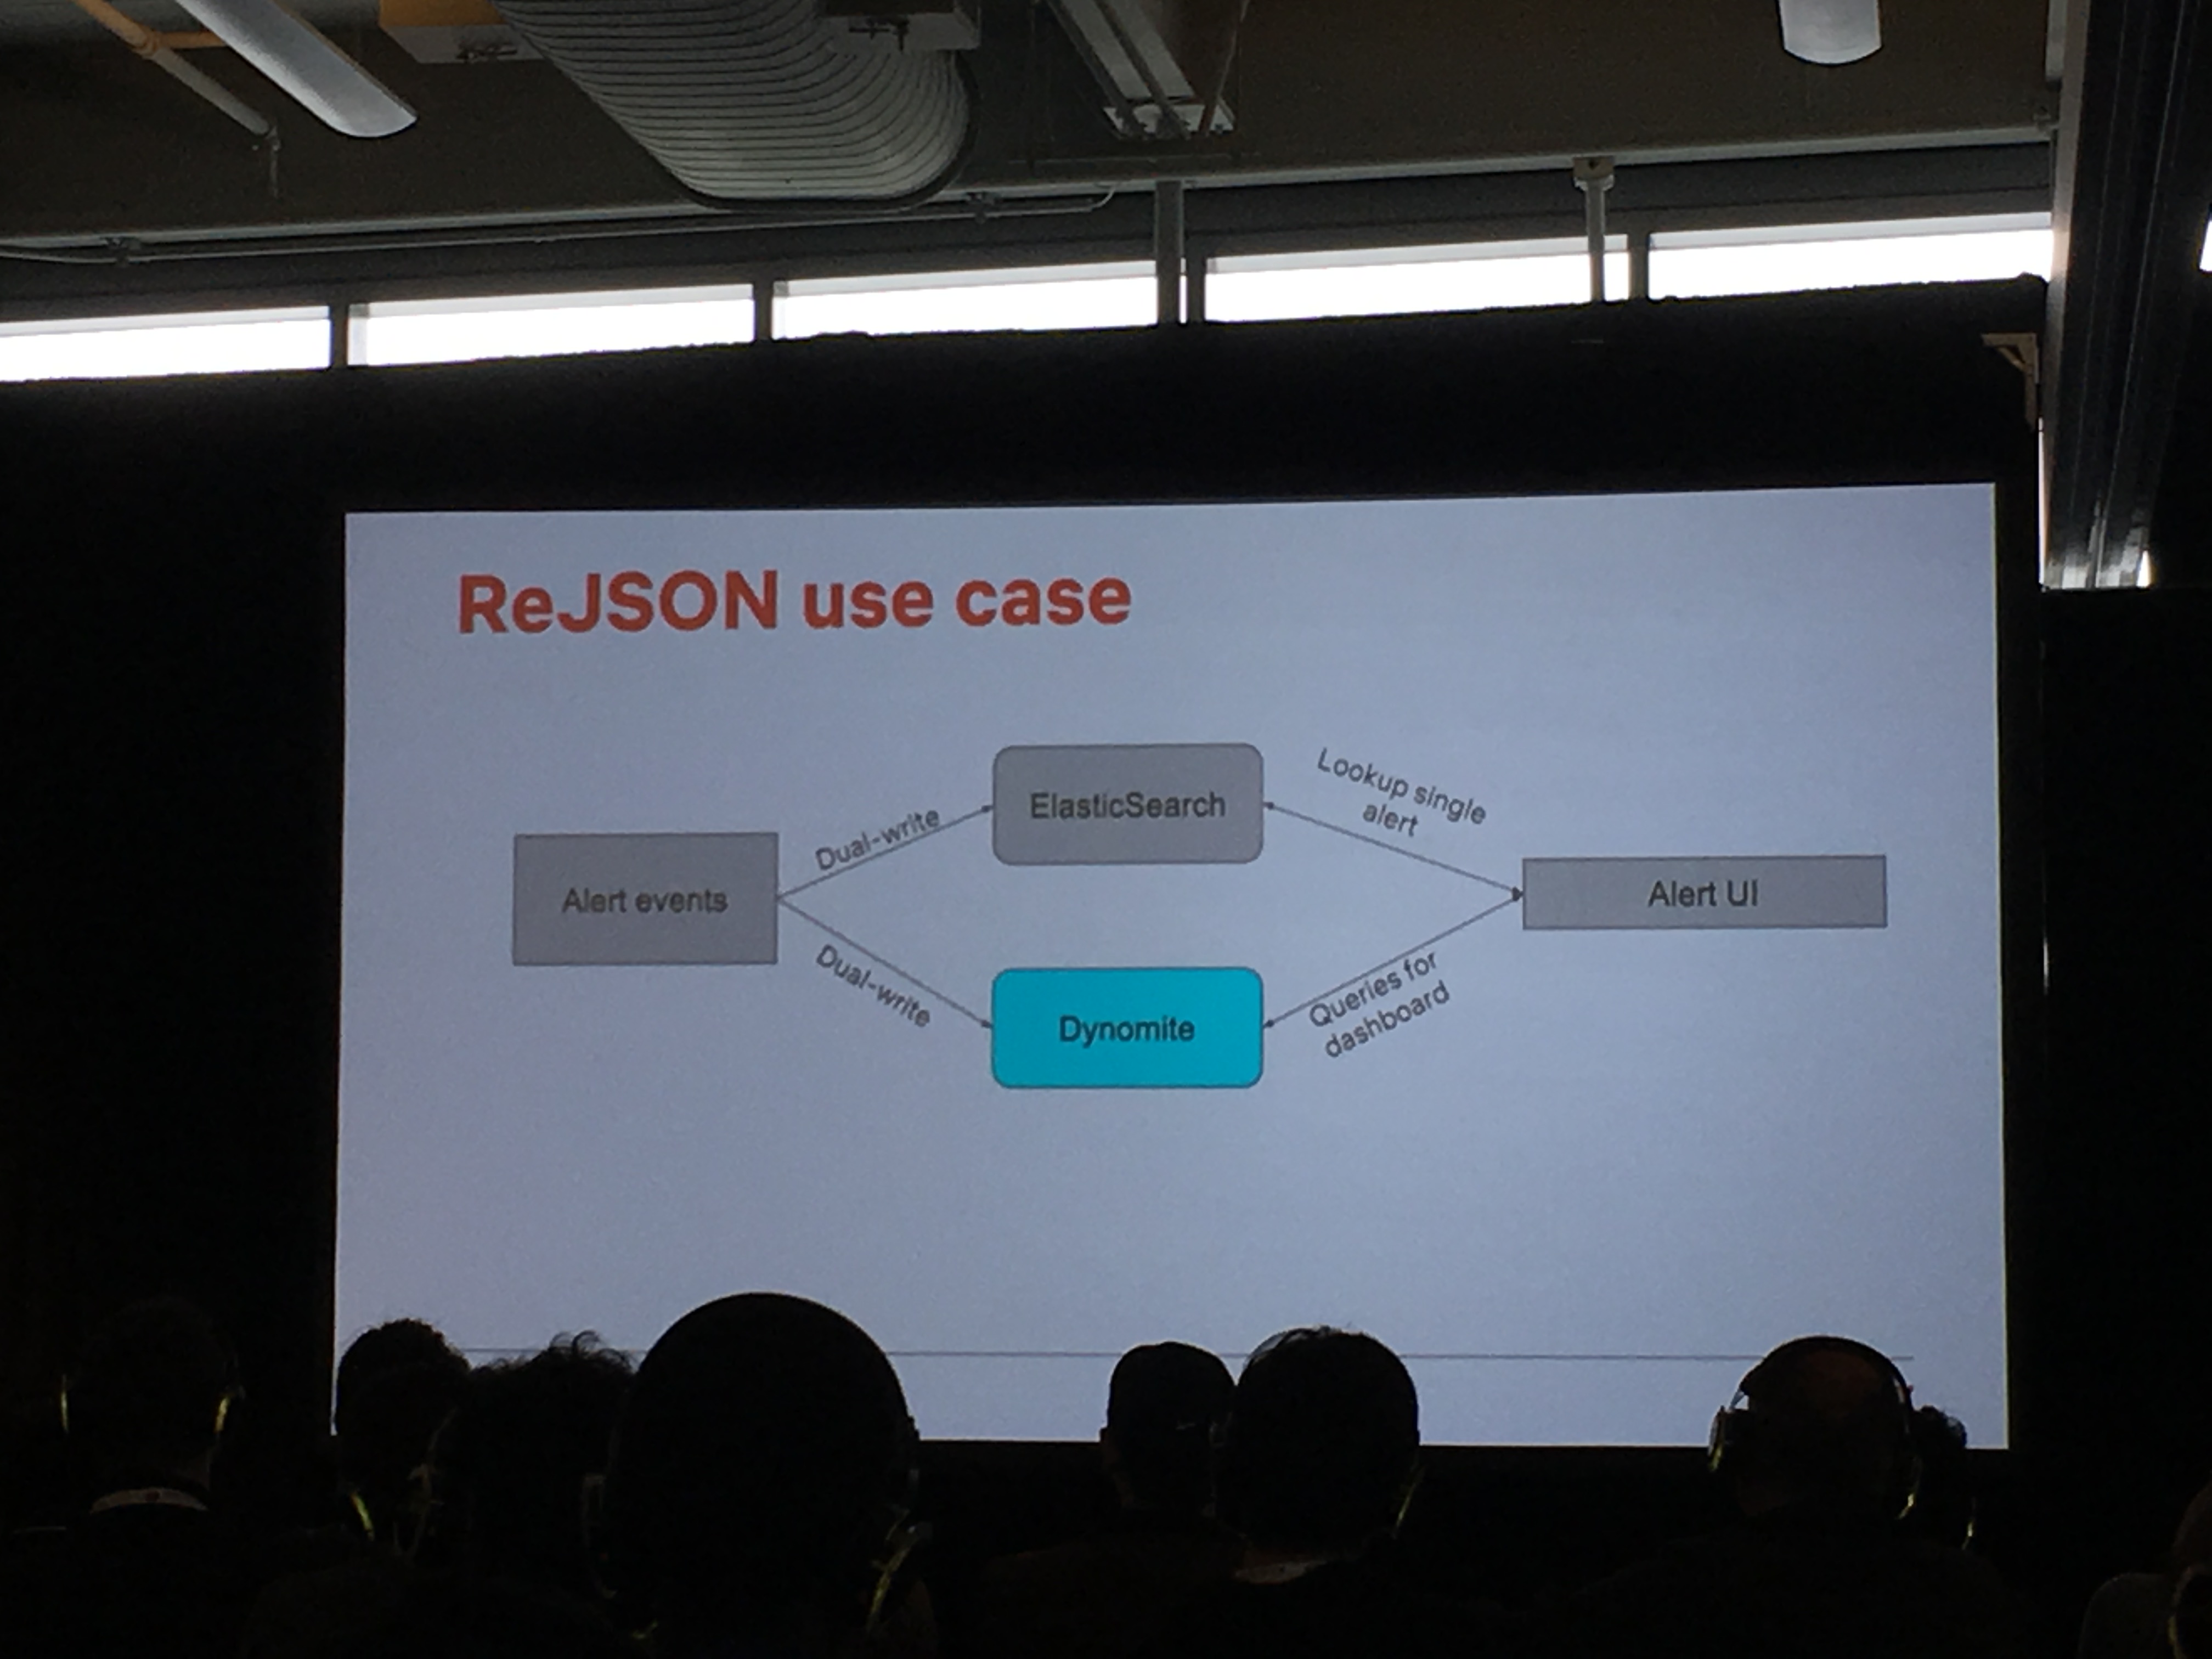 ReJSON use case
ElasticSearch
Lookup single
alert
Dual-write
Alert events
Alert UI
Dual-write
Dynomite
Queries for
dashboard